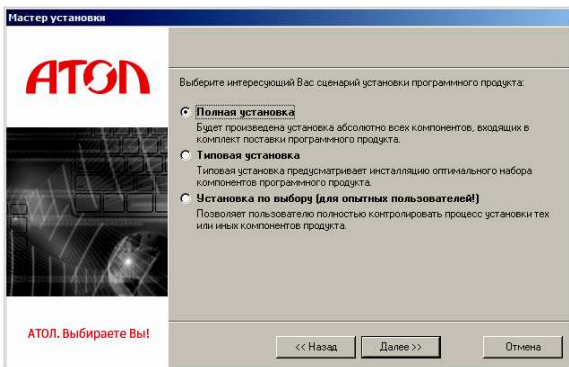 Мастер установки
АТОЛ
Выберите интересующий Вас сценарий установки программного продукта:
Полная установка
Будет произведена установка абсолютно всех компонентов, входящих в
комплект поставки программного продукта.
Типовая установка
Типовая установка предусматривает инсталляцию оптимального набора
компонентов программного продукта.
Установка по выбору (для опытных пользователей!)
Позволяет пользователю полностью контролировать процесс установки тех
или иных компонентов продукта.
АТОЛ. Выбираете Вы!
<< Назад
Далее >>
Отмена